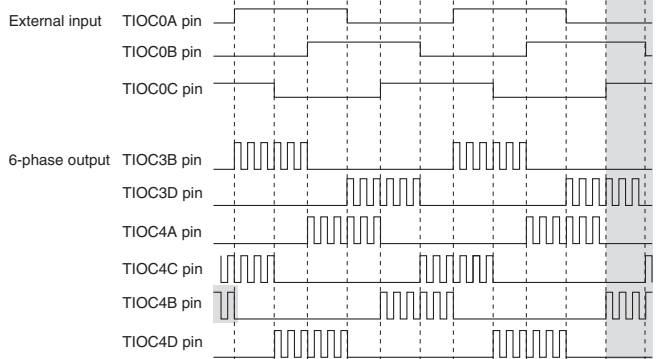 External input TIOC0A pin
TIOC0B pin
TIOC0C pin
6-phase output TIOC3B pin
TIOC3D pin
TIOC4A pin
TIOC4C pin
TIOC4B pin
TIOC4D pin